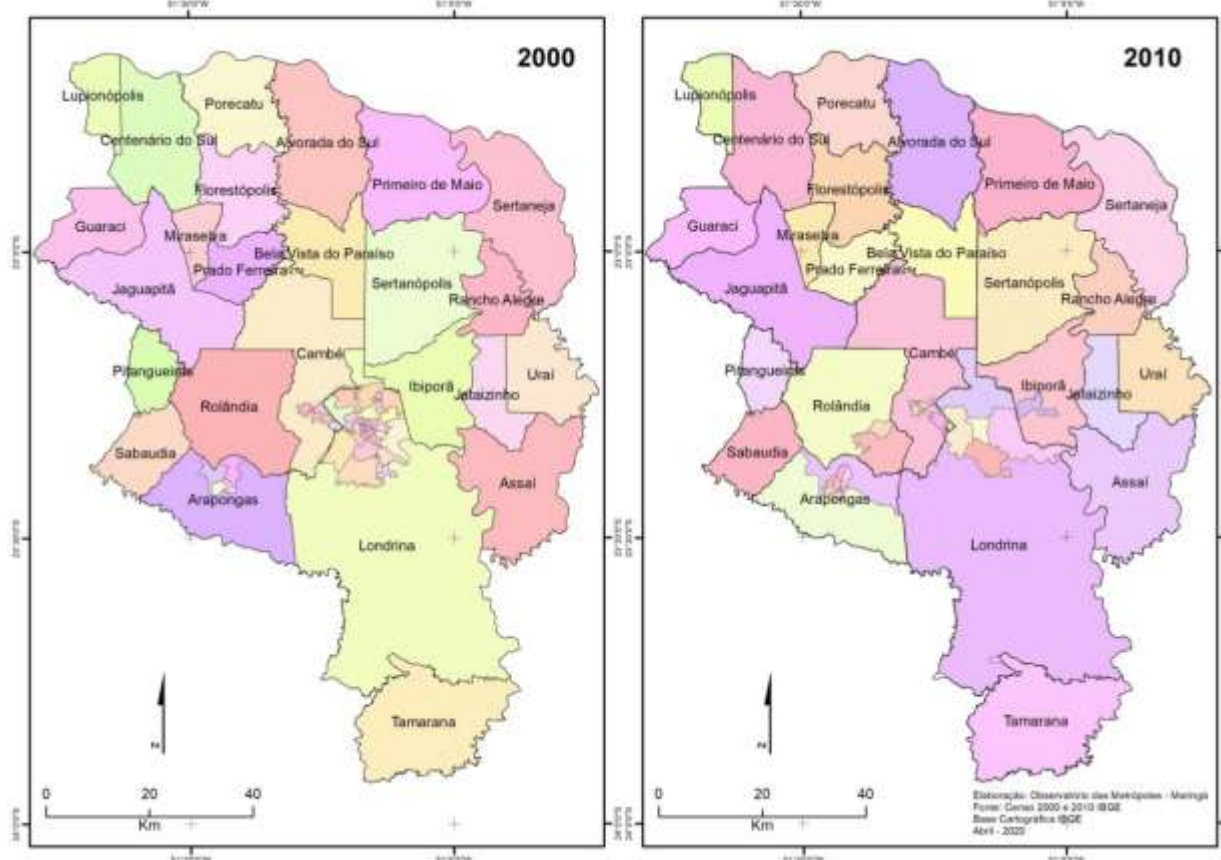 2000
Lupionópolis
Porecatu
Centenário do Sul
Alvorada do Sul
Primeiro de Maio
Florestópolis
Sertaneja
Guaraci
Miraselva
Bela Vista do Paraíso
Prado Ferreira
Sertanópolis
Jaguapitã
Rancho Alegre
Cambé
Pitangueiras
Ibiporã
Uraí
Jataizinho
Rolândia
Sabaudia
Assaí
Arapongas
Londrina
Tamarana
N
0 20 40
Km
2010
Lupionópolis
Porecatu
Centenário do Sul
Alvorada do Sul
Primeiro de Maio
Florestópolis
Sertaneja
Guaraci
Miraselva
Bela Vista do Paraíso
Prado Ferreira
Sertanópolis
Jaguapitã
Rancho Alegre
Cambé
Pitangueiras
Ibiporã
Uraí
Jataizinho
Rolândia
Sabaudia
Assaí
Arapongas
Londrina
Tamarana
N
0 20 40
Km
Elaboração: Observatório das Metrópoles - Maringá
Fonte: Censo 2000 e 2010 IBGE
Base Cartográfica IBGE
Abril - 2020